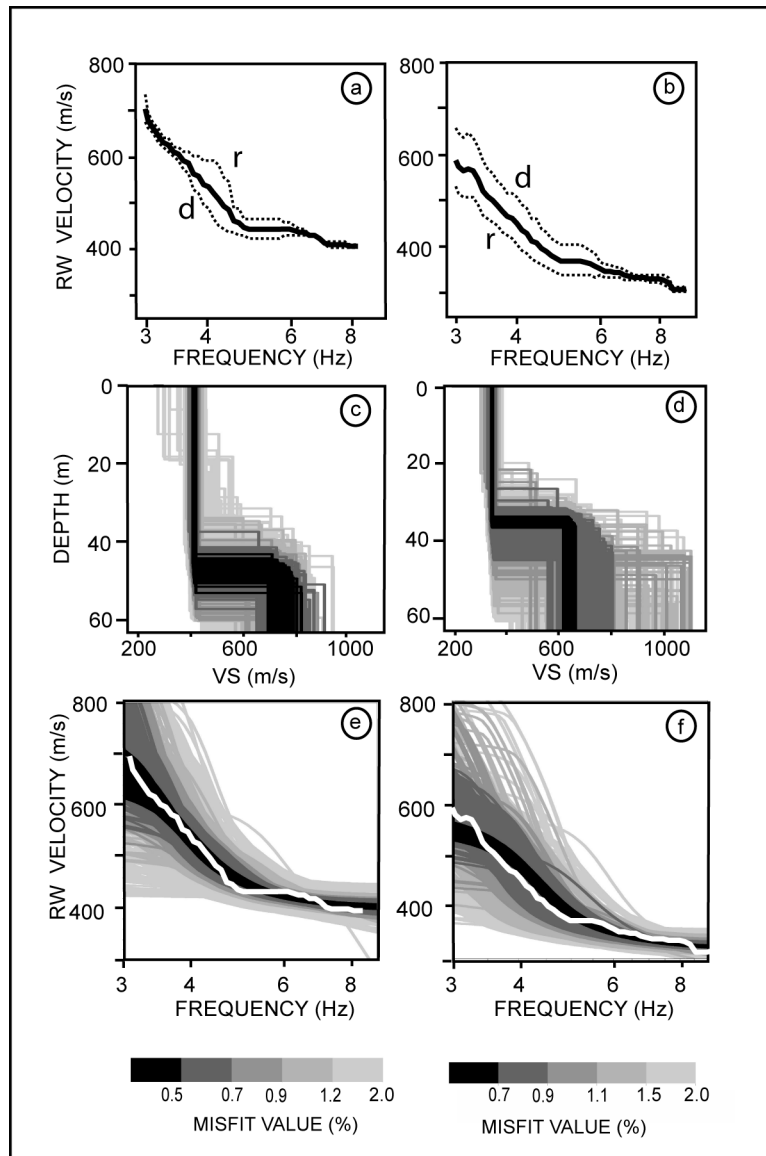 800
600
400
RW VELOCITY (m/s)
a
r
d
3
4
6
8
FREQUENCY (Hz)
800
600
400
b
d
r
3
4
6
8
FREQUENCY (Hz)
0
20
40
60
DEPTH (m)
c
200
600
1000
VS (m/s)
0
20
40
60
d
200
600
1000
VS (m/s)
800
600
400
RW VELOCITY (m/s)
e
3
4
6
8
FREQUENCY (Hz)
800
600
400
f
3
4
6
8
FREQUENCY (Hz)
0.5 0.7 0.9 1.2 2.0
MISFIT VALUE (%)
0.7 0.9 1.1 1.5 2.0
MISFIT VALUE (%)